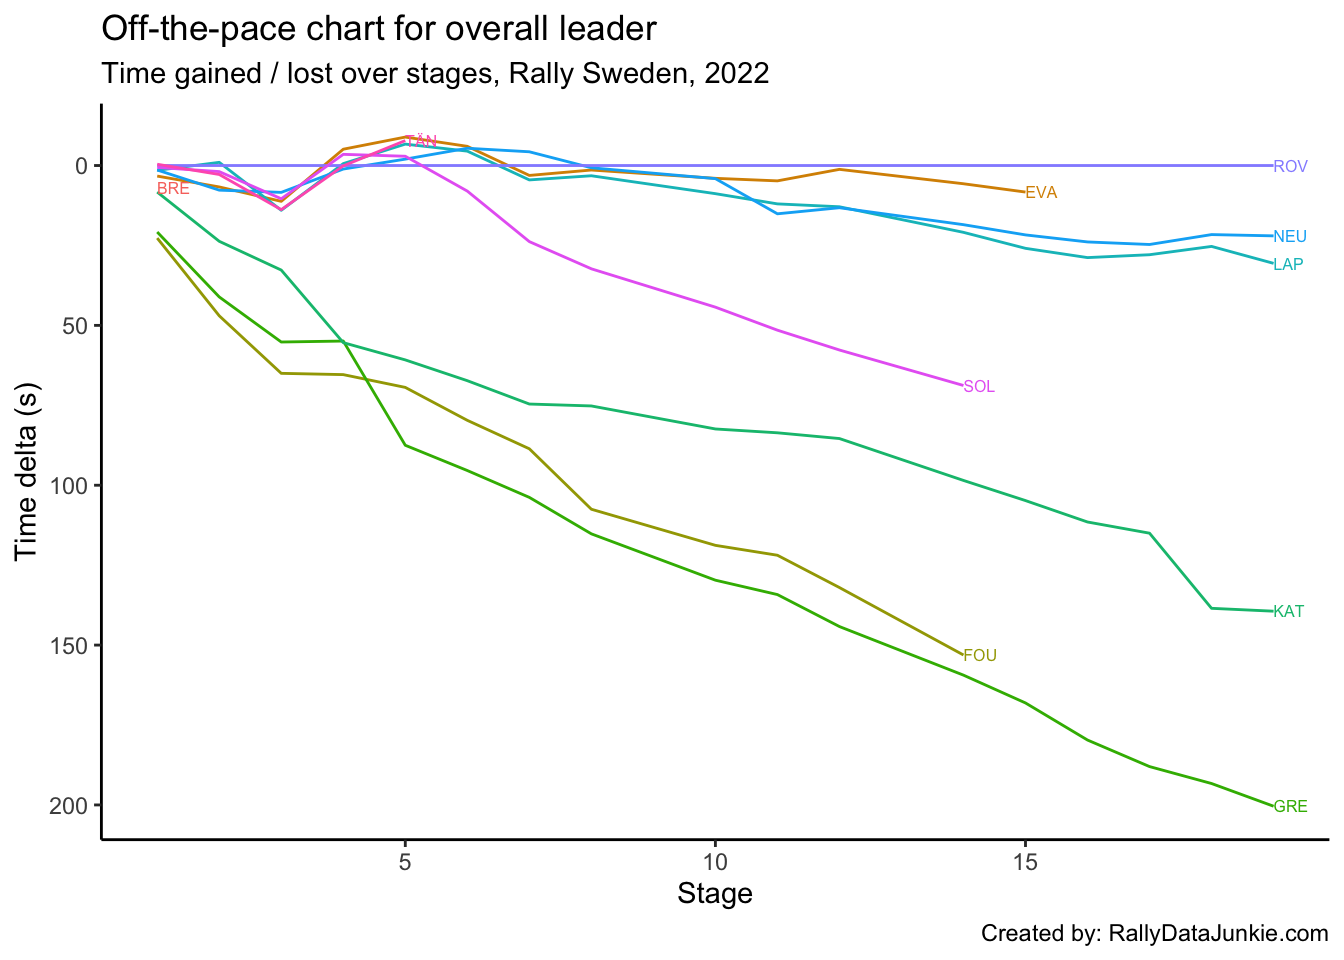 Off-the-pace chart for overall leader
Time gained / lost over stages, Rally Sweden, 2022
TÄN
0
ROV
BRE
EVA
NEU
LAP
50
SOL
Time delta (s)
100
KAT
150
FOU
200
GRE
5
10
15
Stage
Created by: RallyDataJunkie.com